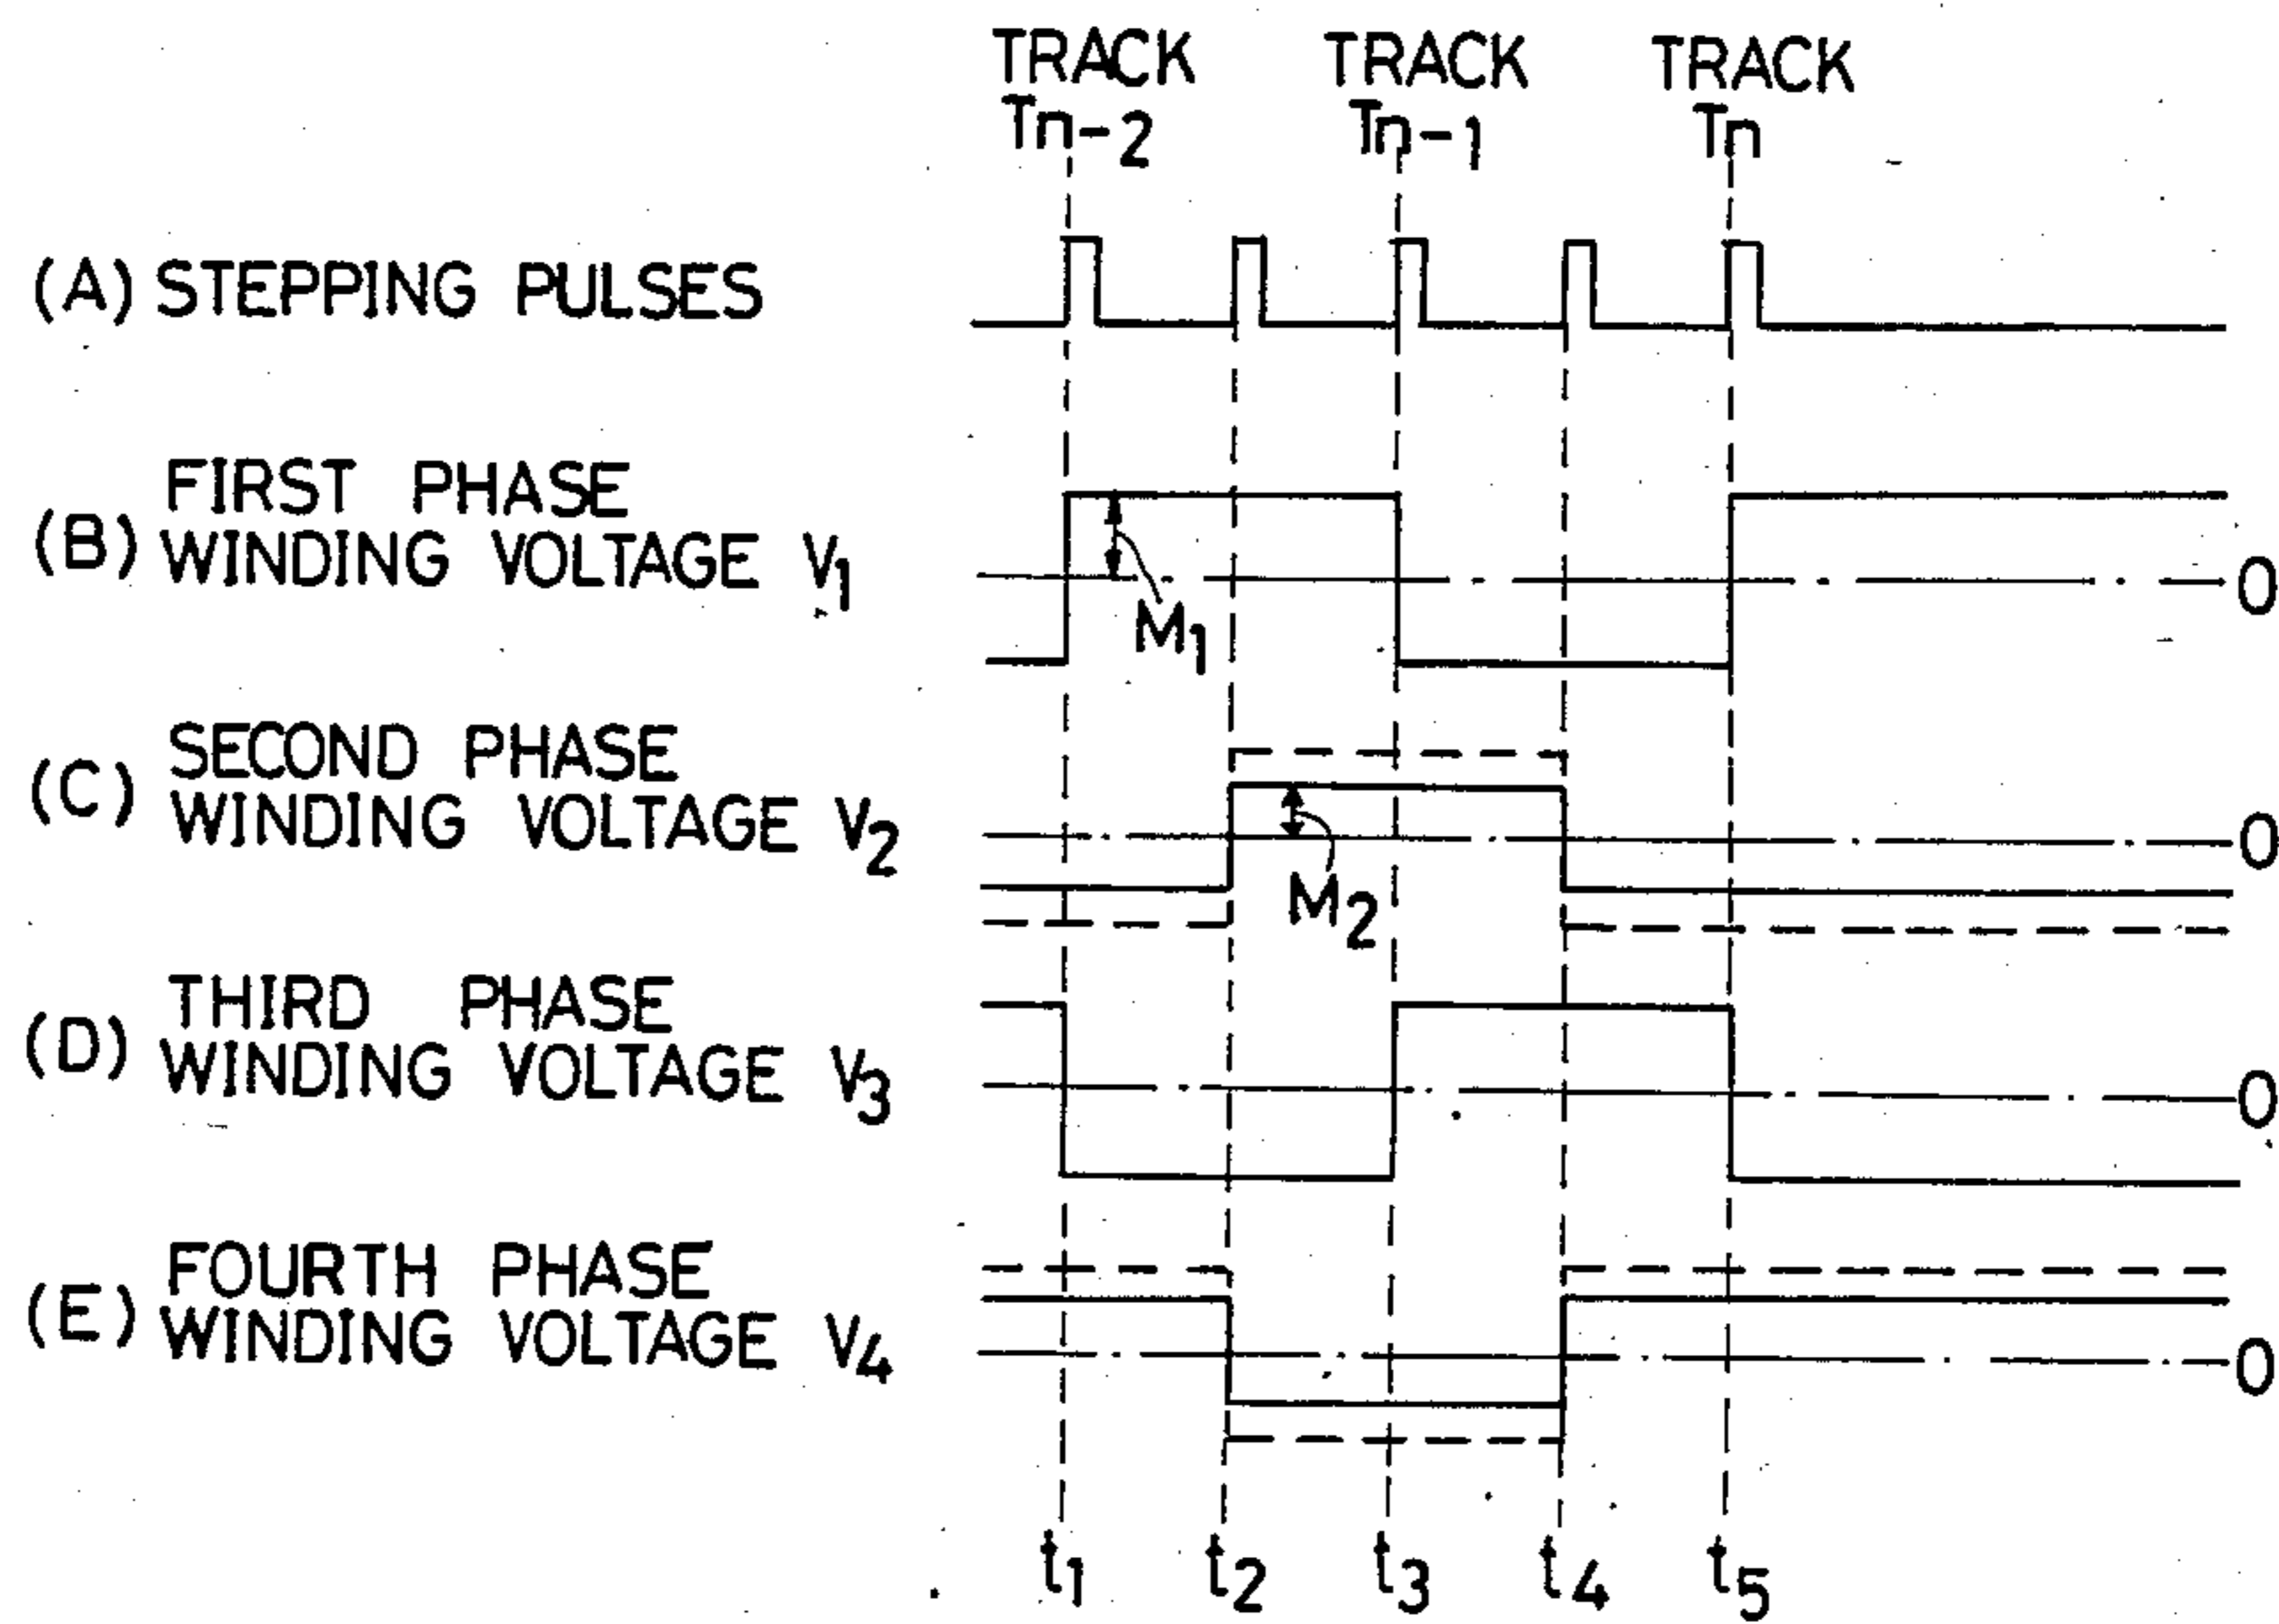 TRACK TRACK TRACK
Tn-2 Tn-1 Tn
(A) STEPPING PULSES
(B) FIRST PHASE
WINDING VOLTAGE V1
0
M1
(C) SECOND PHASE
WINDING VOLTAGE V2
0
M2
(D) THIRD PHASE
WINDING VOLTAGE V3
0
(E) FOURTH PHASE
WINDING VOLTAGE V4
0
t1 t2 t3 t4 t5